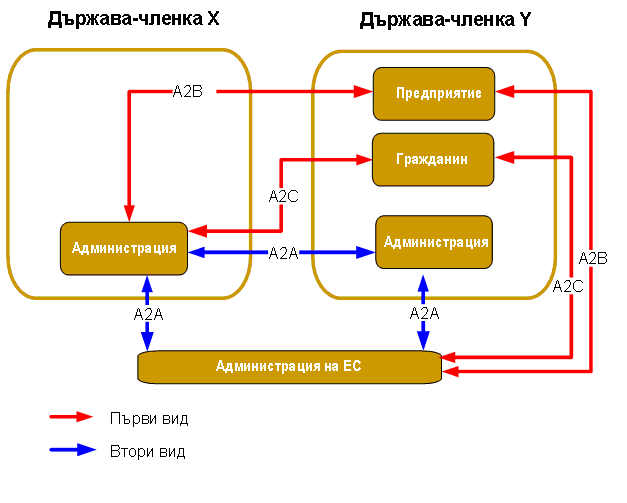 Държава-членка X
Държава-членка Y
A2B
Предприятие
Гражданин
A2C
Администрация
A2A
Администрация
A2B
A2C
A2A
A2A
Администрация на ЕС
Първи вид
Втори вид